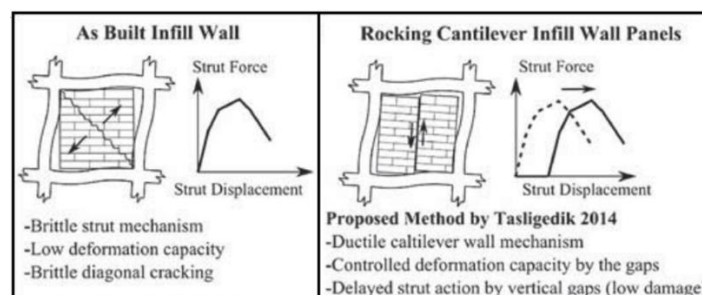 As Built Infill Wall
Strut Force
Strut Displacement
-Brittle strut mechanism
-Low deformation capacity
-Brittle diagonal cracking
Rocking Cantilever Infill Wall Panels
Strut Force
Strut Displacement
Proposed Method by Tasligedik 2014
-Ductile caltilever wall mechanism
-Controlled deformation capacity by the gaps
-Delayed strut action by vertical gaps (low damage